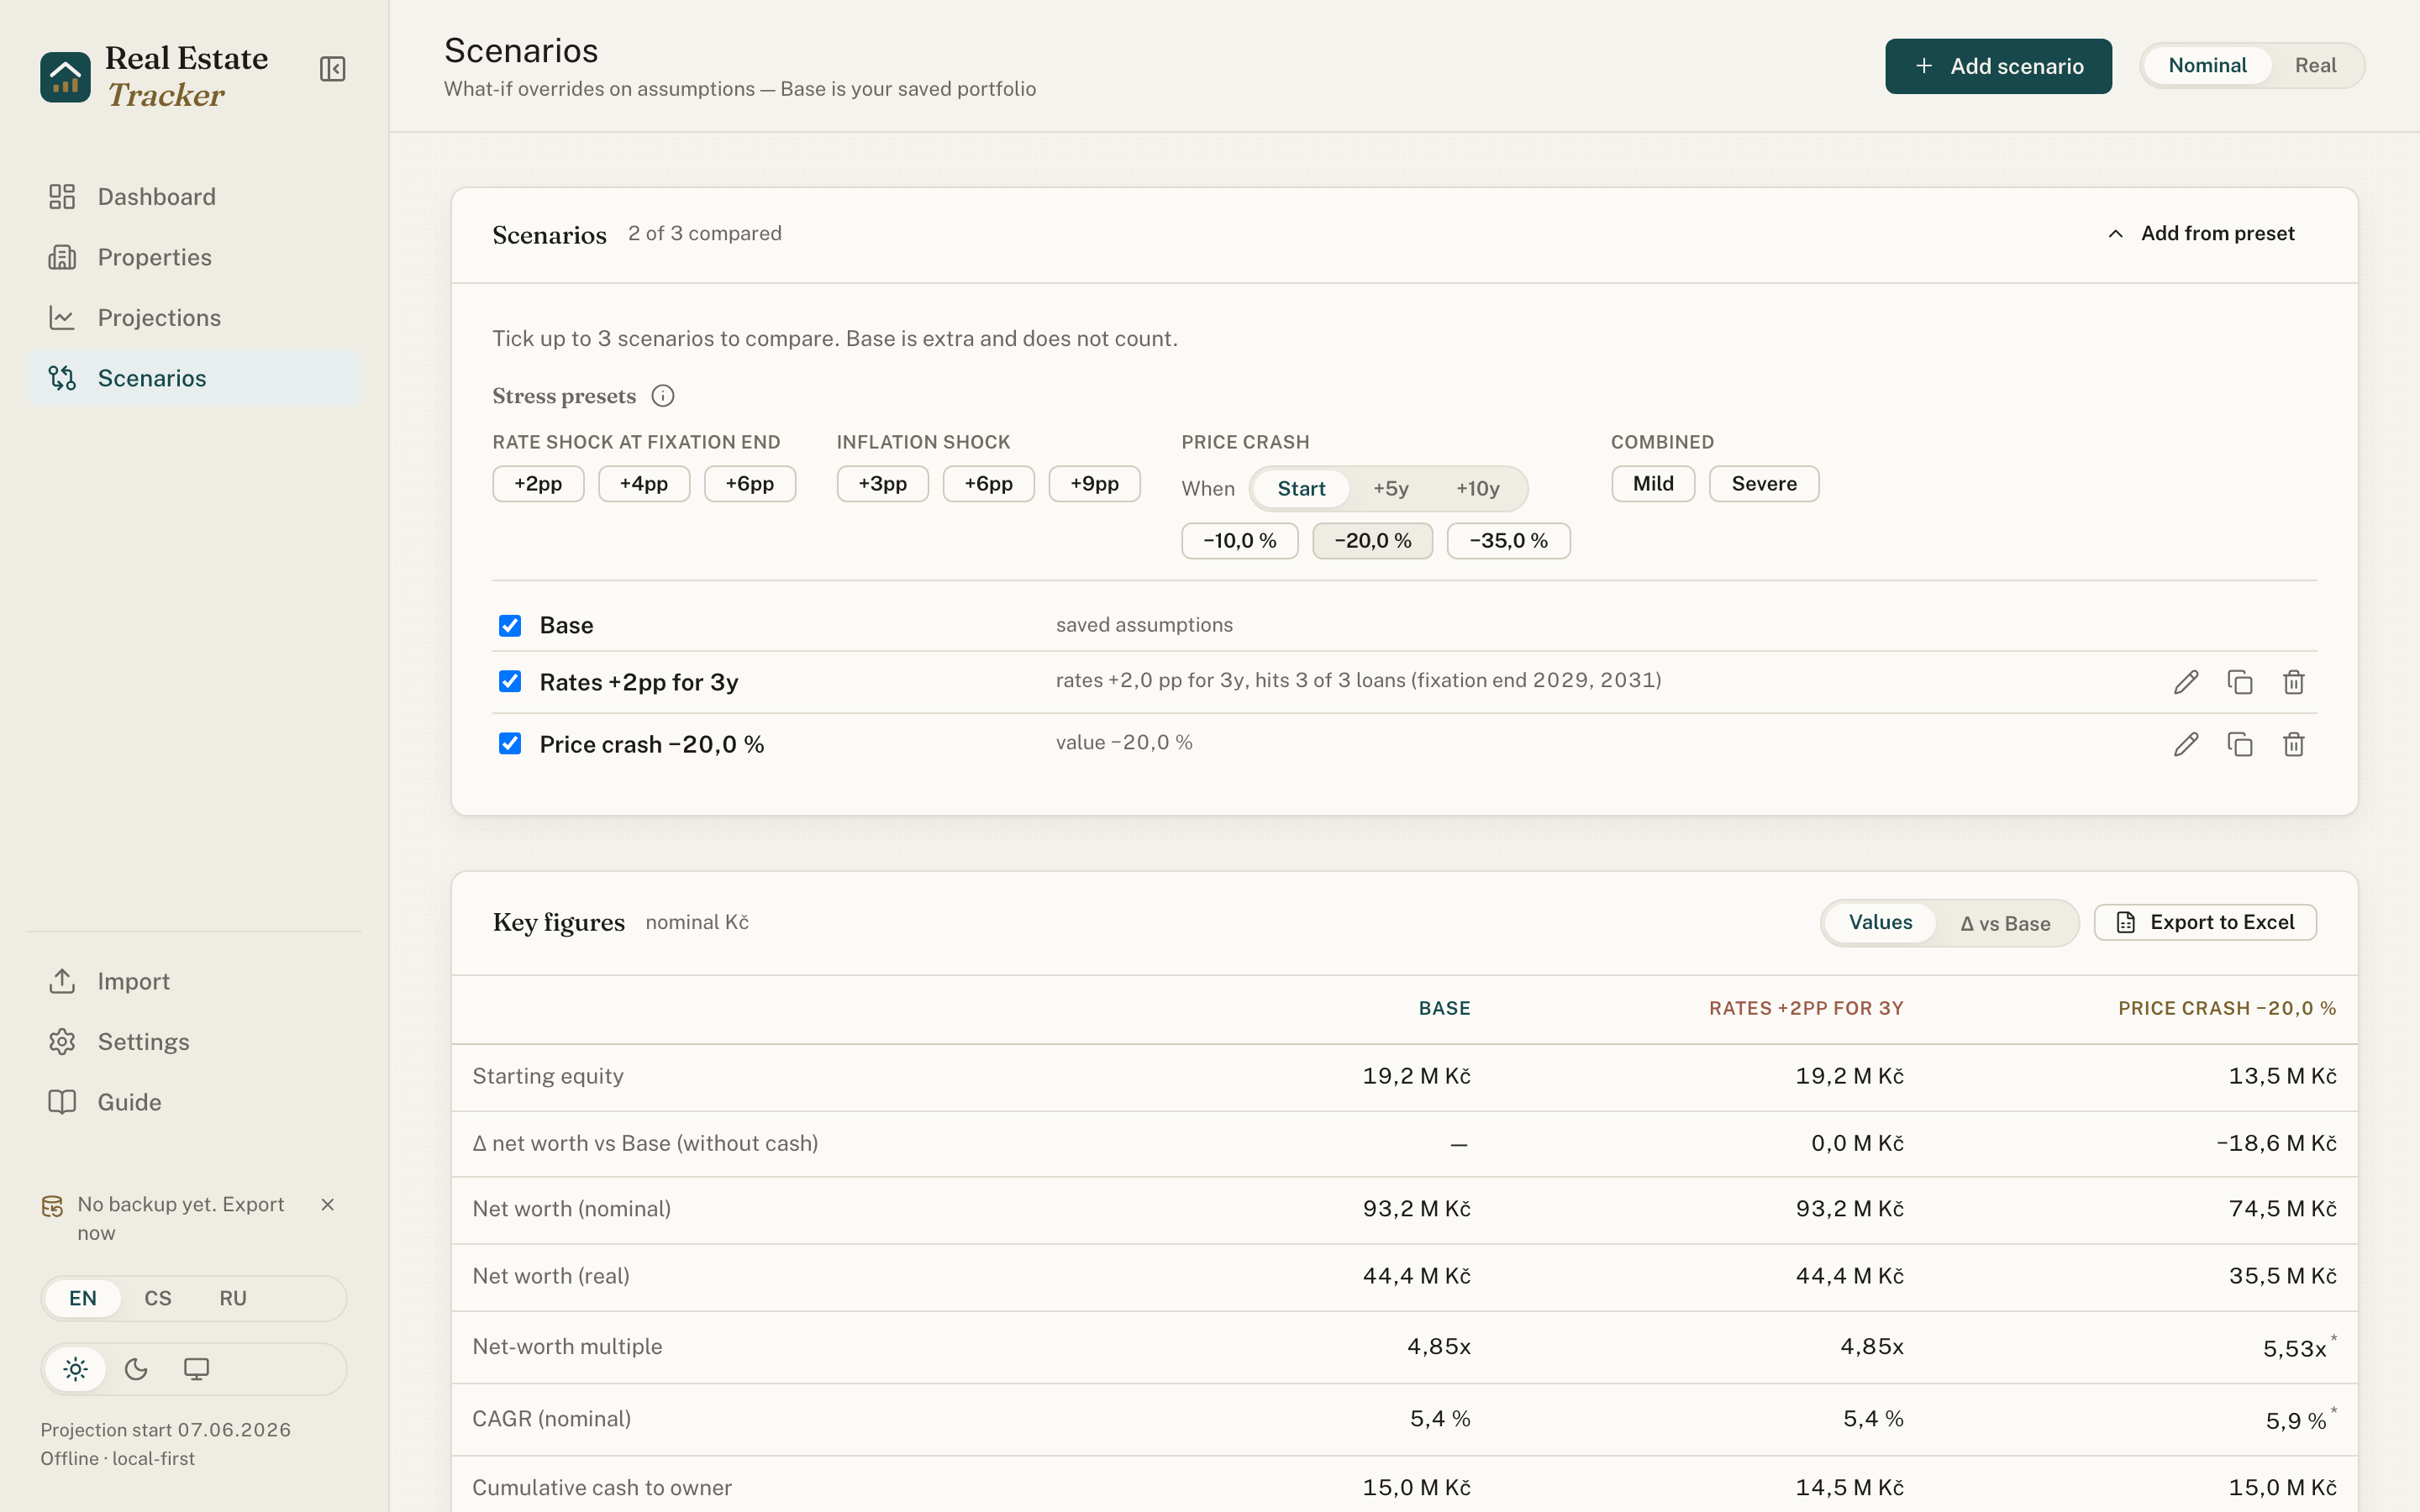 Real Estate
Tracker
Dashboard
Properties
Projections
Scenarios
Import
Settings
Guide
No backup yet. Export
now
EN CS RU
Projection start 07.06.2026
Offline · local-first
Scenarios
What-if overrides on assumptions — Base is your saved portfolio
Add scenario
Nominal Real
Scenarios 2 of 3 compared
Add from preset
Tick up to 3 scenarios to compare. Base is extra and does not count.
Stress presets
RATE SHOCK AT FIXATION END
+2pp +4pp +6pp
INFLATION SHOCK
+3pp +6pp +9pp
PRICE CRASH
When Start +5y +10y
−10,0 % −20,0 % −35,0 %
COMBINED
Mild Severe
Base saved assumptions
Rates +2pp for 3y rates +2,0 pp for 3y, hits 3 of 3 loans (fixation end 2029, 2031)
Price crash −20,0 % value −20,0 %
Key figures nominal Kč
Values Δ vs Base Export to Excel
BASE RATES +2PP FOR 3Y PRICE CRASH −20,0 %
Starting equity 19,2 M Kč 19,2 M Kč 13,5 M Kč
Δ net worth vs Base (without cash) — 0,0 M Kč −18,6 M Kč
Net worth (nominal) 93,2 M Kč 93,2 M Kč 74,5 M Kč
Net worth (real) 44,4 M Kč 44,4 M Kč 35,5 M Kč
Net-worth multiple 4,85x 4,85x 5,53x *
CAGR (nominal) 5,4 % 5,4 % 5,9 % *
Cumulative cash to owner 15,0 M Kč 14,5 M Kč 15,0 M Kč